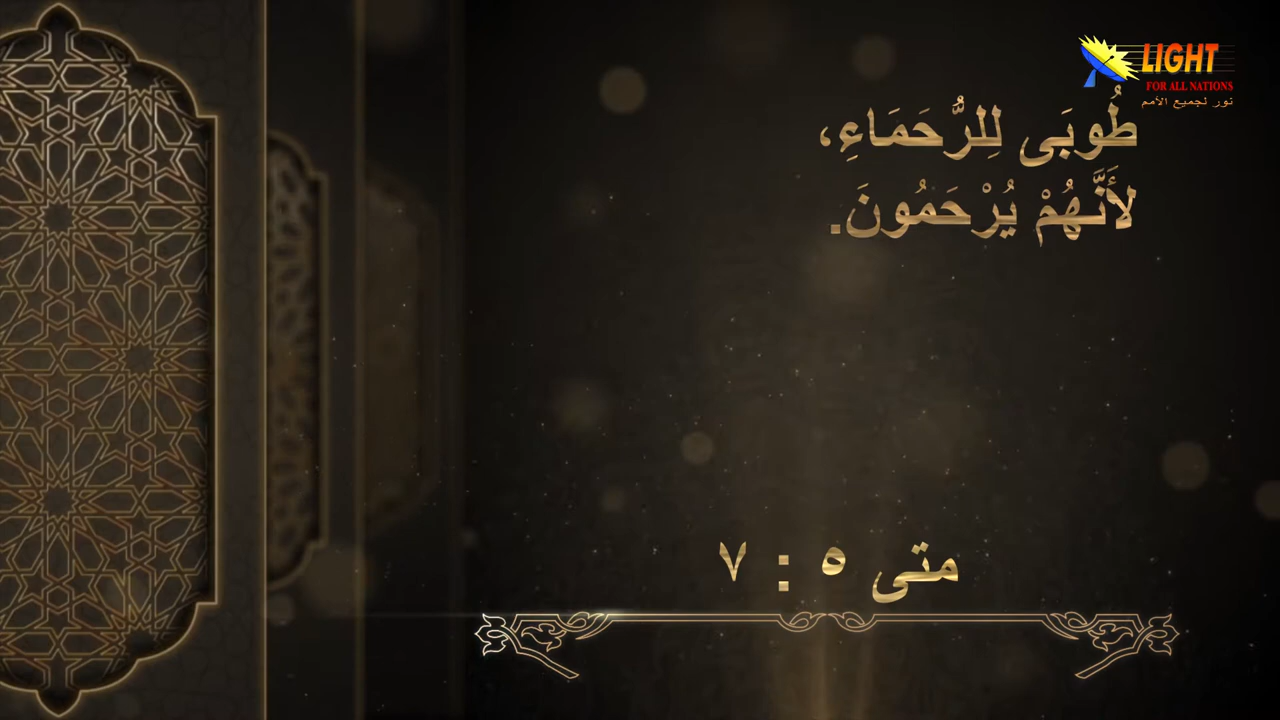 LIGHT
FOR ALL NATIONS
نور لجميع الأمم
طُوبَى لِلرُّحَمَاءِ،
لأَنَّهُمْ يُرْحَمُونَ.
متى ٥ : ٧